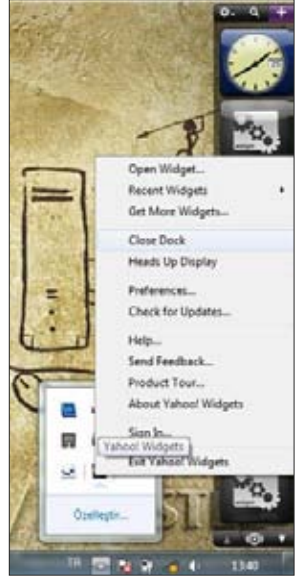 Open Widget...
Recent Widgets
Get More Widgets...
Close Dock
Heads Up Display
Preferences...
Check for Updates...
Help...
Send Feedback...
Product Tour...
About Yahoo! Widgets
Sign In...
Yahoo! Widgets
Exit Yahoo! Widgets
Özelleştir...
TR
13:40